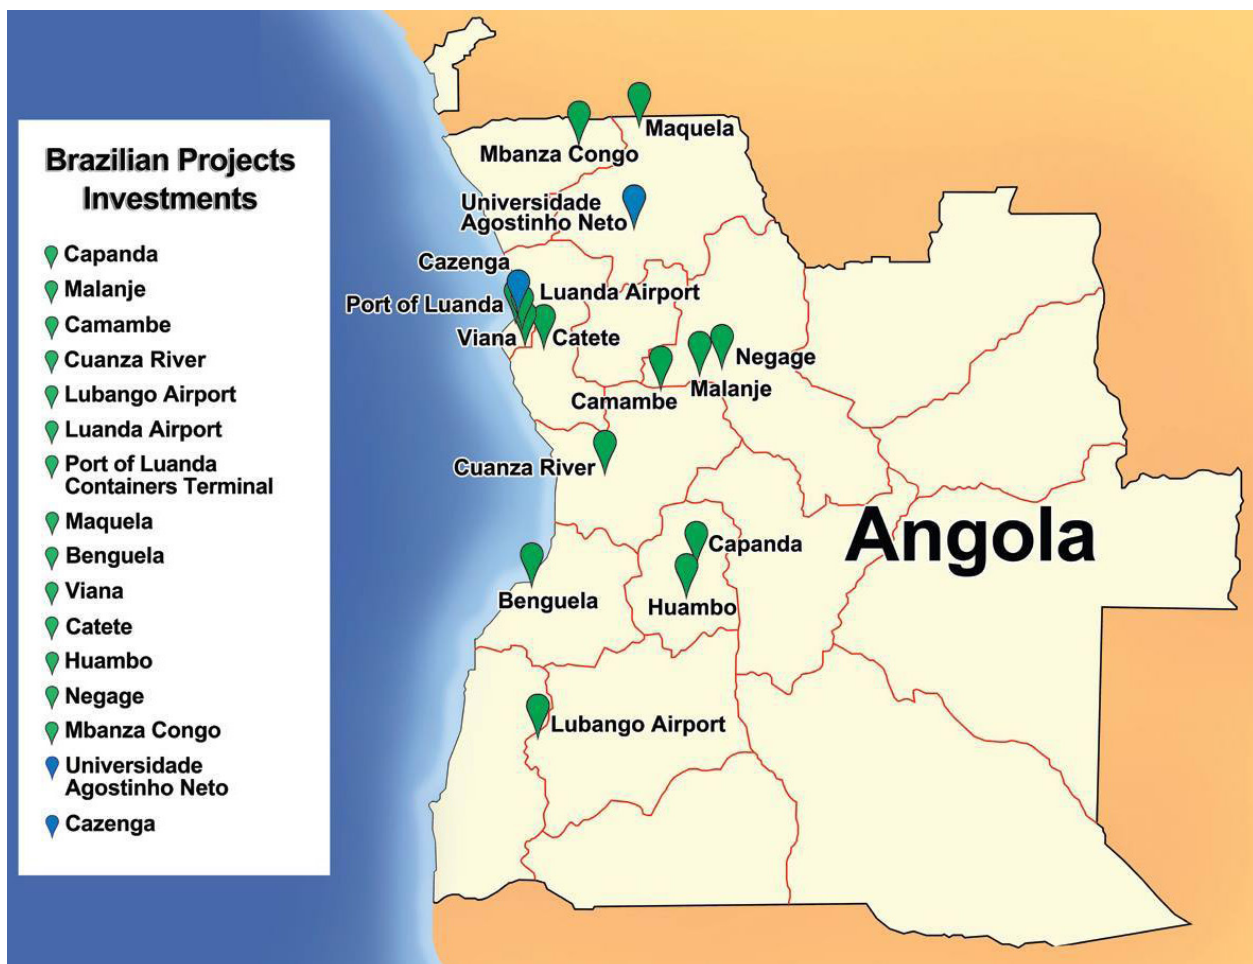 Brazilian Projects
Investments
Capanda
Malanje
Camambe
Cuanza River
Lubango Airport
Luanda Airport
Port of Luanda
Containers Terminal
Maquela
Benguela
Viana
Catete
Huambo
Negage
Mbanza Congo
Universidade
Agostinho Neto
Cazenga
Maquela
Mbanza Congo
Universidade
Agostinho Neto
Cazenga
Luanda Airport
Port of Luanda
Viana
Catete
Negage
Malanje
Camambe
Cuanza River
Angola
Capanda
Huambo
Benguela
Lubango Airport